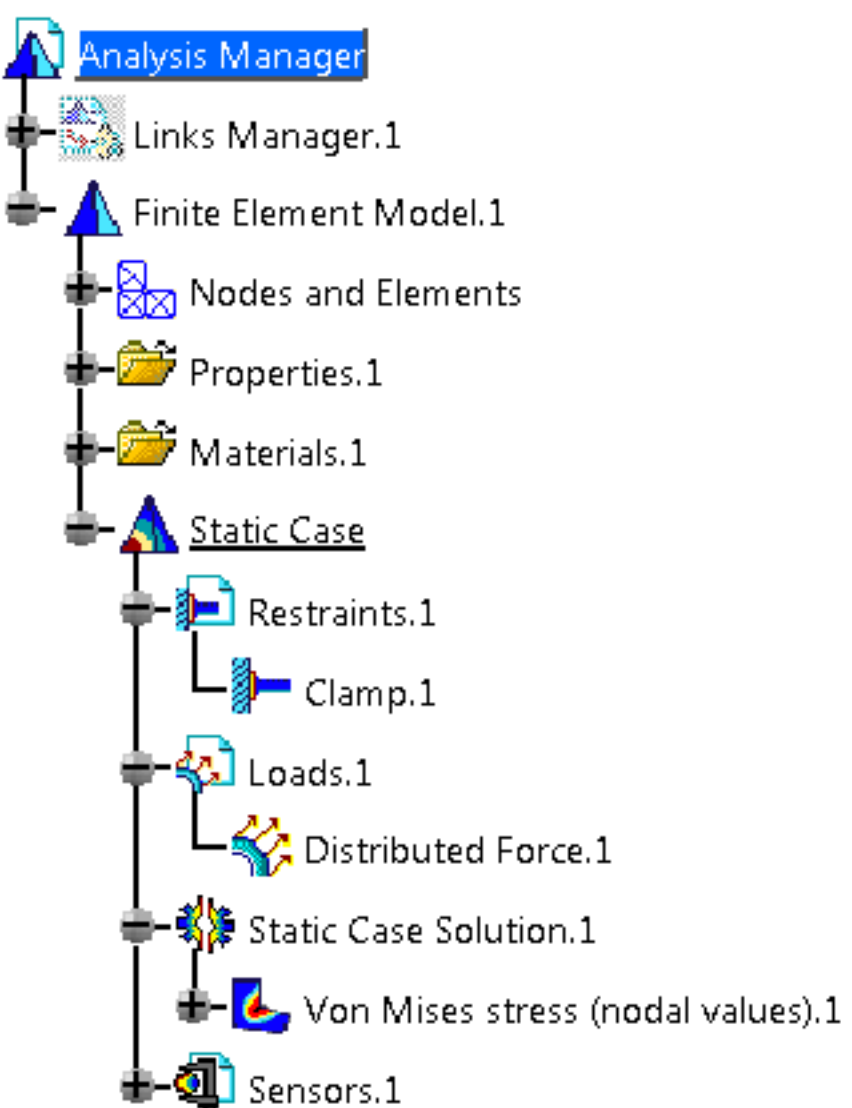 Analysis Manager
Links Manager.1
Finite Element Model.1
Nodes and Elements
Properties.1
Materials.1
Static Case
Restraints.1
Clamp.1
Loads.1
Distributed Force.1
Static Case Solution.1
Von Mises stress (nodal values).1
Sensors.1